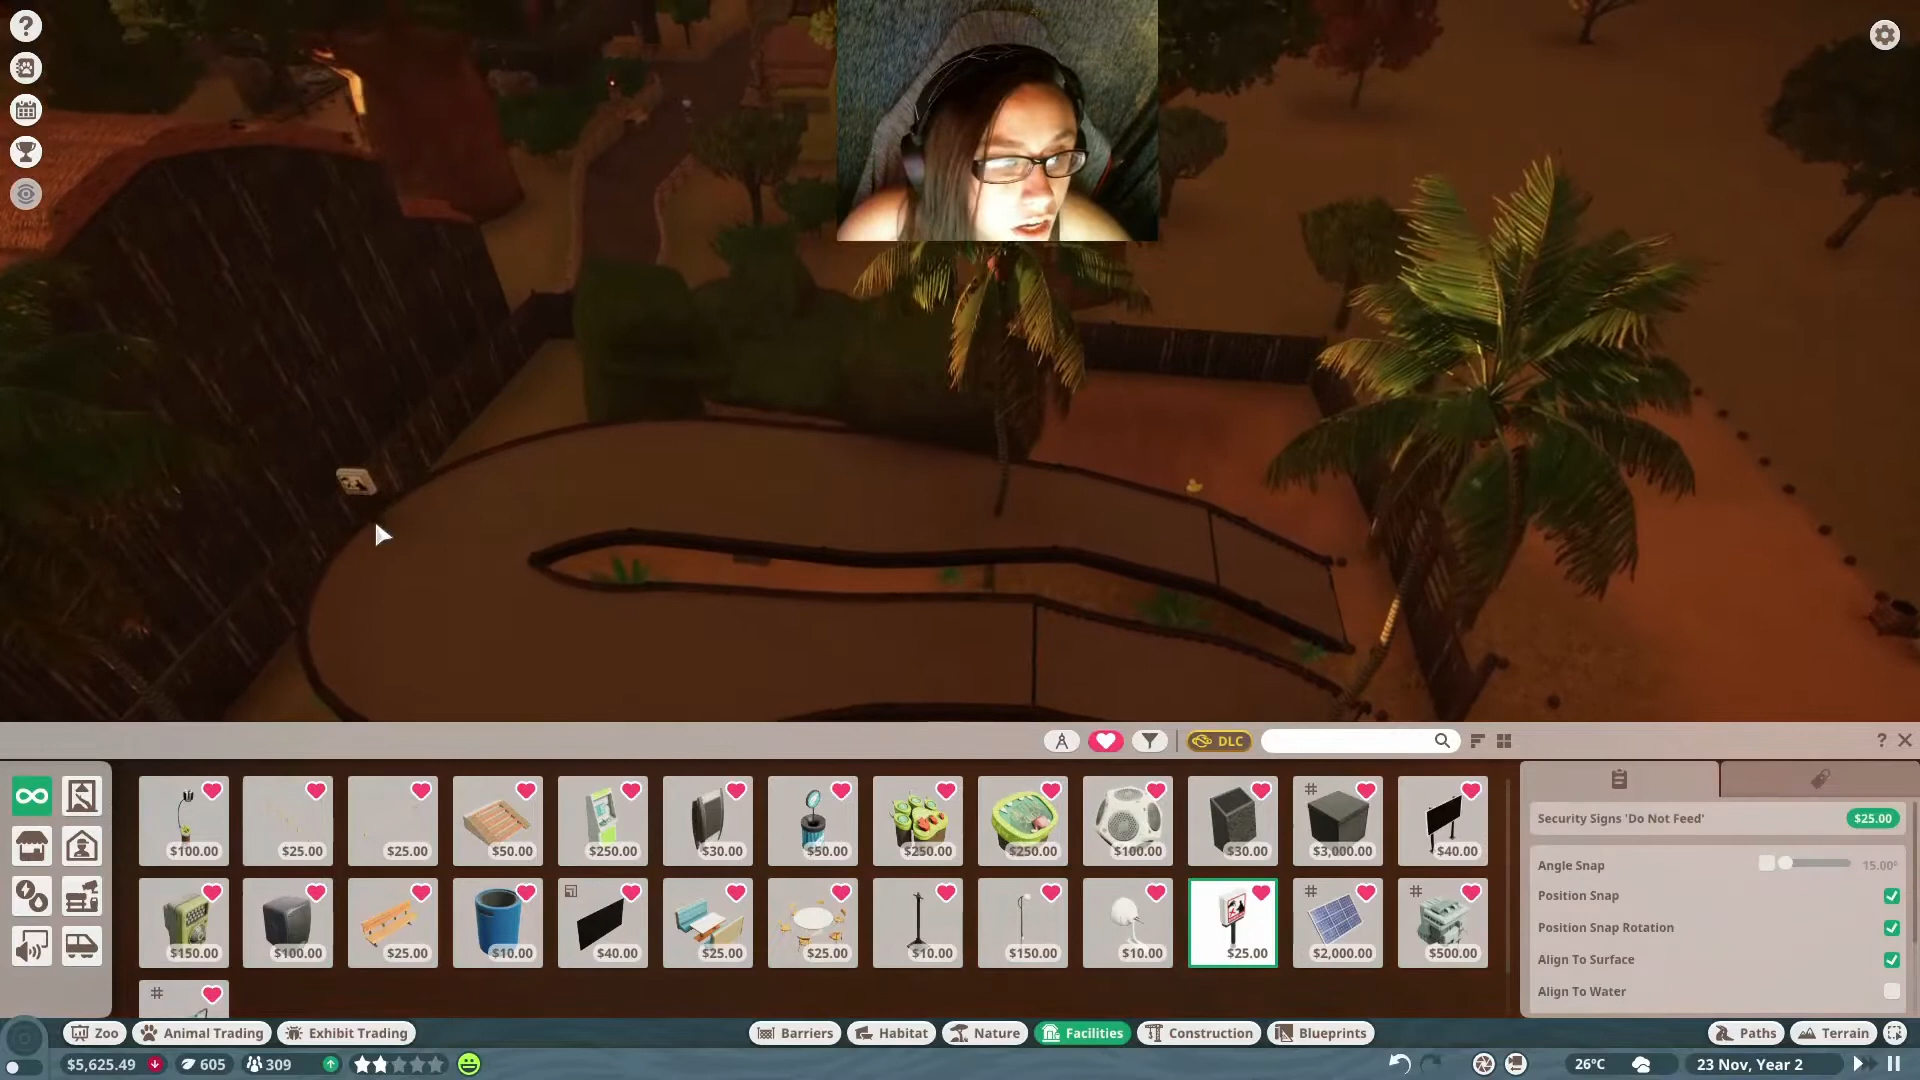 DLC
$100.00
$25.00
$25.00
$50.00
$250.00
$30.00
$50.00
$250.00
$250.00
$100.00
$30.00
$3,000.00
$40.00
$150.00
$100.00
$25.00
$10.00
$40.00
$25.00
$25.00
$10.00
$150.00
$10.00
$25.00
$2,000.00
$500.00
Security Signs 'Do Not Feed'
$25.00
Angle Snap
15.00°
Position Snap
Position Snap Rotation
Align To Surface
Align To Water
Zoo
Animal Trading
Exhibit Trading
Barriers
Habitat
Nature
Facilities
Construction
Blueprints
Paths
Terrain
$5,625.49
605
309
26°C
23 Nov, Year 2